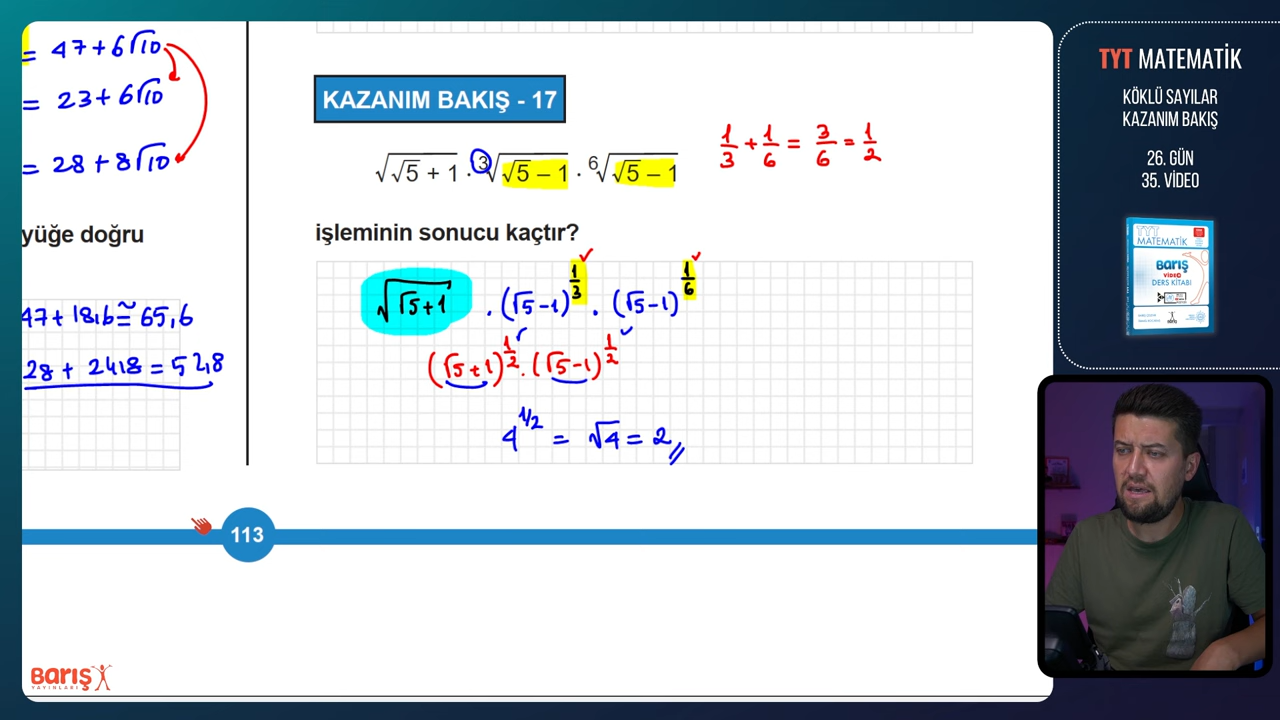 = 47 + 6√10
= 23 + 6√10
= 28 + 8√10
yüğe doğru
47 + 18,6 ≅ 65,6
28 + 24,8 = 52,8
KAZANIM BAKIŞ - 17
√(√5 + 1) · ³√(√5 − 1) · ⁶√(√5 − 1)
1/3 + 1/6 = 3/6 = 1/2
işleminin sonucu kaçtır?
√(√5+1) · (√5−1)^(1/3) · (√5−1)^(1/6)
(√5+1)^(1/2) · (√5−1)^(1/2)
4^(1/2) = √4 = 2
113
BARIŞ
YAYINLARI
TYT MATEMATİK
KÖKLÜ SAYILAR
KAZANIM BAKIŞ
26. GÜN
35. VİDEO
TYT
MATEMATİK
BARIŞ
VİDEO
DERS KİTABI